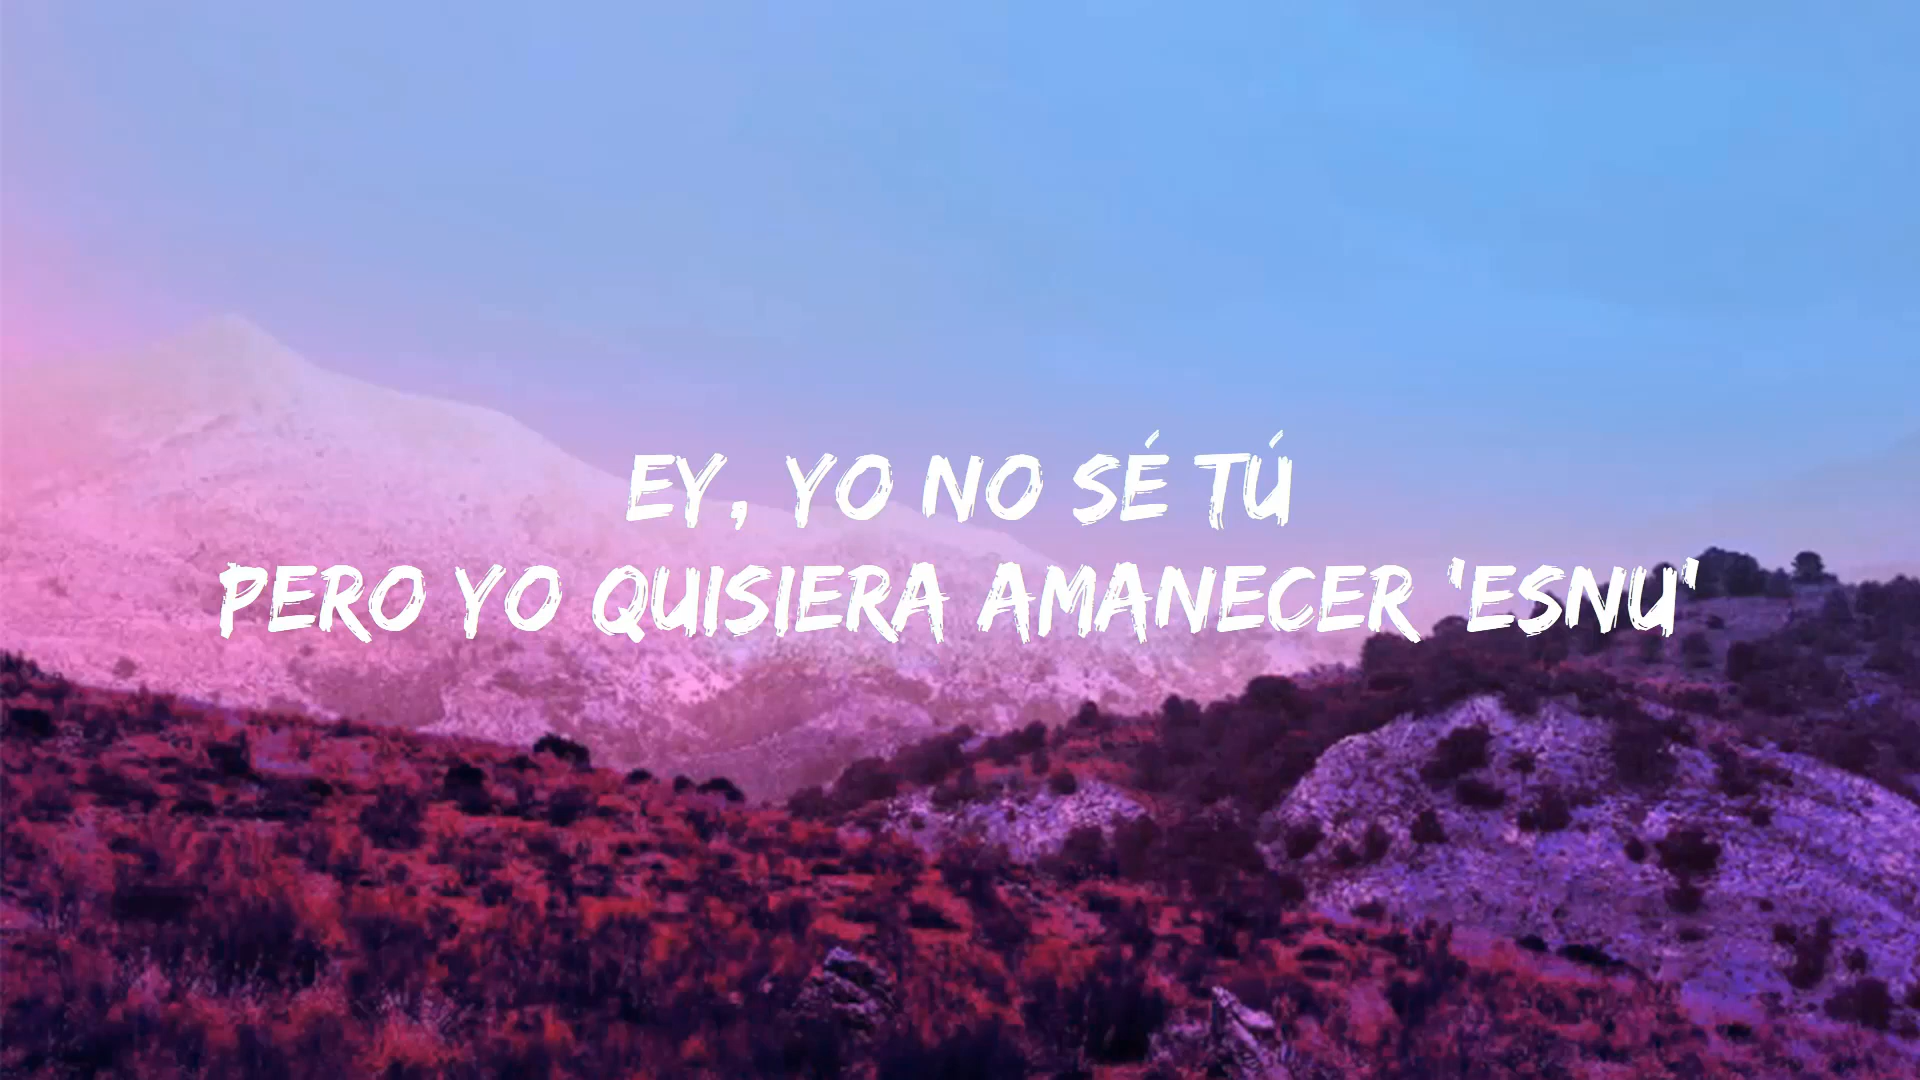 EY, YO NO SÉ TÚ
PERO YO QUISIERA AMANECER 'ESNU'